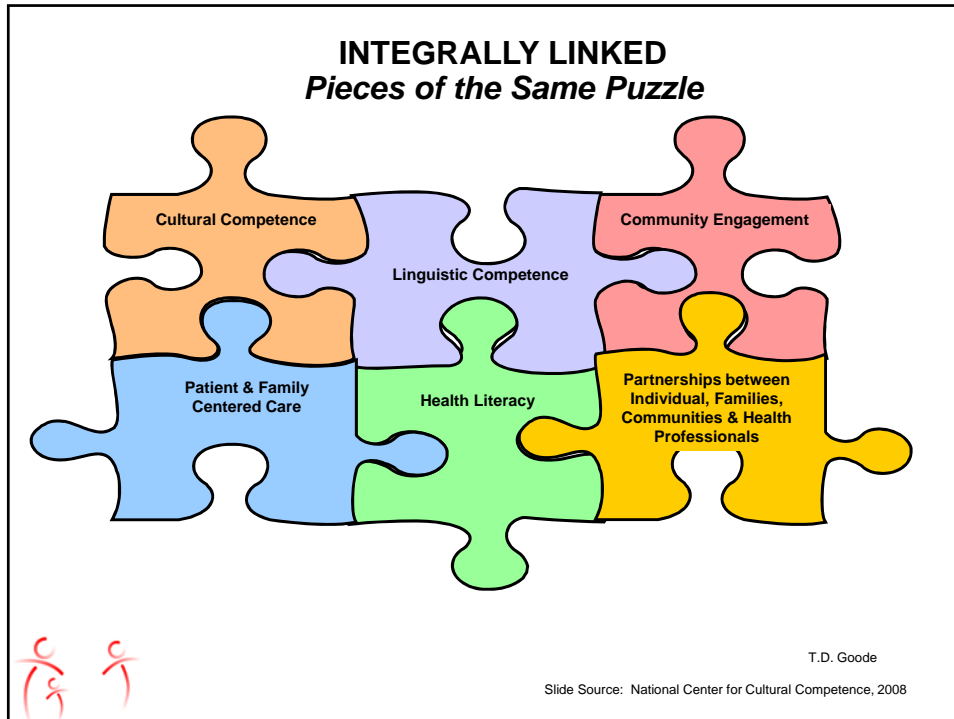 INTEGRALLY LINKED
Pieces of the Same Puzzle
Cultural Competence
Linguistic Competence
Community Engagement
Patient & Family
Centered Care
Health Literacy
Partnerships between
Individual, Families,
Communities & Health
Professionals
T.D. Goode
Slide Source: National Center for Cultural Competence, 2008